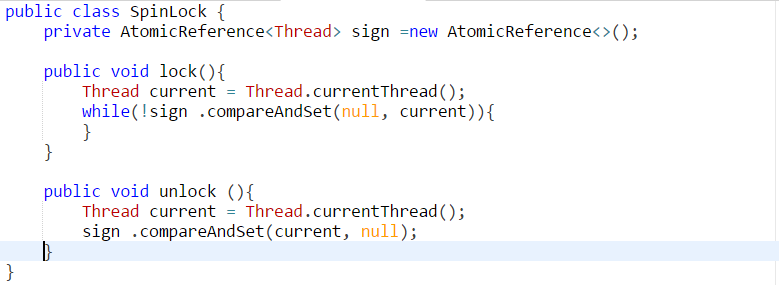 public class SpinLock {
    private AtomicReference<Thread> sign =new AtomicReference<>();
    public void lock(){
        Thread current = Thread.currentThread();
        while(!sign .compareAndSet(null, current)){
        }
    }
    public void unlock (){
        Thread current = Thread.currentThread();
        sign .compareAndSet(current, null);
    }
}